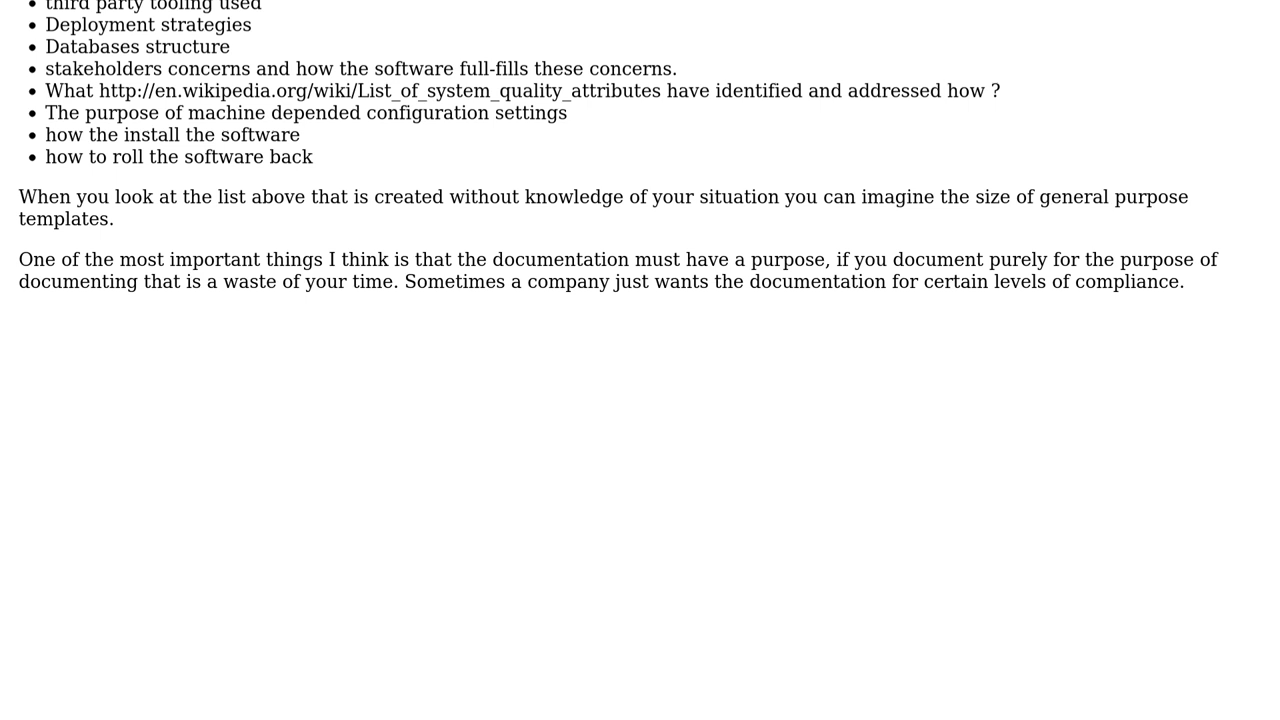 third party tooling used
Deployment strategies
Databases structure
stakeholders concerns and how the software full-fills these concerns.
What http://en.wikipedia.org/wiki/List_of_system_quality_attributes have identified and addressed how ?
The purpose of machine depended configuration settings
how the install the software
how to roll the software back
When you look at the list above that is created without knowledge of your situation you can imagine the size of general purpose
templates.
One of the most important things I think is that the documentation must have a purpose, if you document purely for the purpose of
documenting that is a waste of your time. Sometimes a company just wants the documentation for certain levels of compliance.